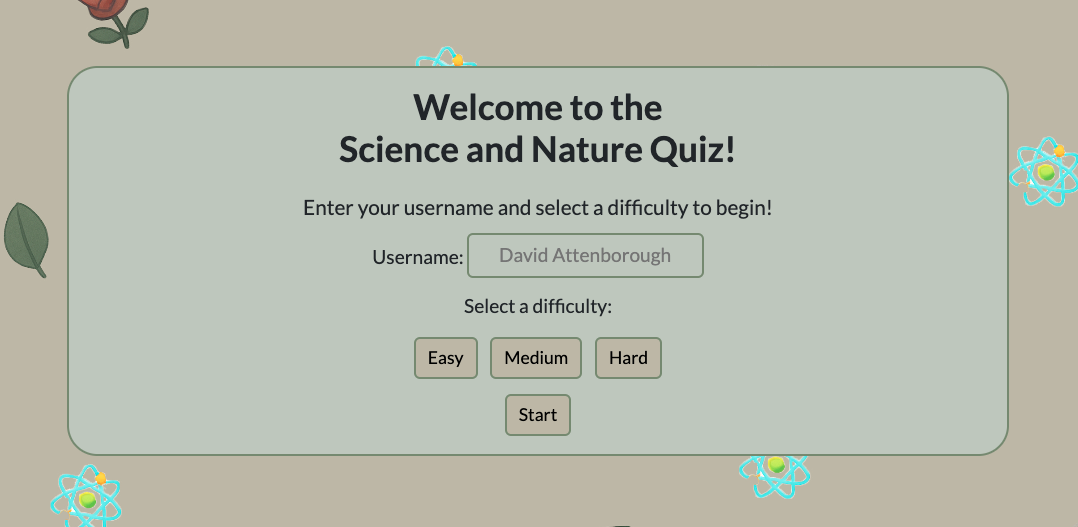 Welcome to the
Science and Nature Quiz!
Enter your username and select a difficulty to begin!
Username: David Attenborough
Select a difficulty:
Easy Medium Hard
Start